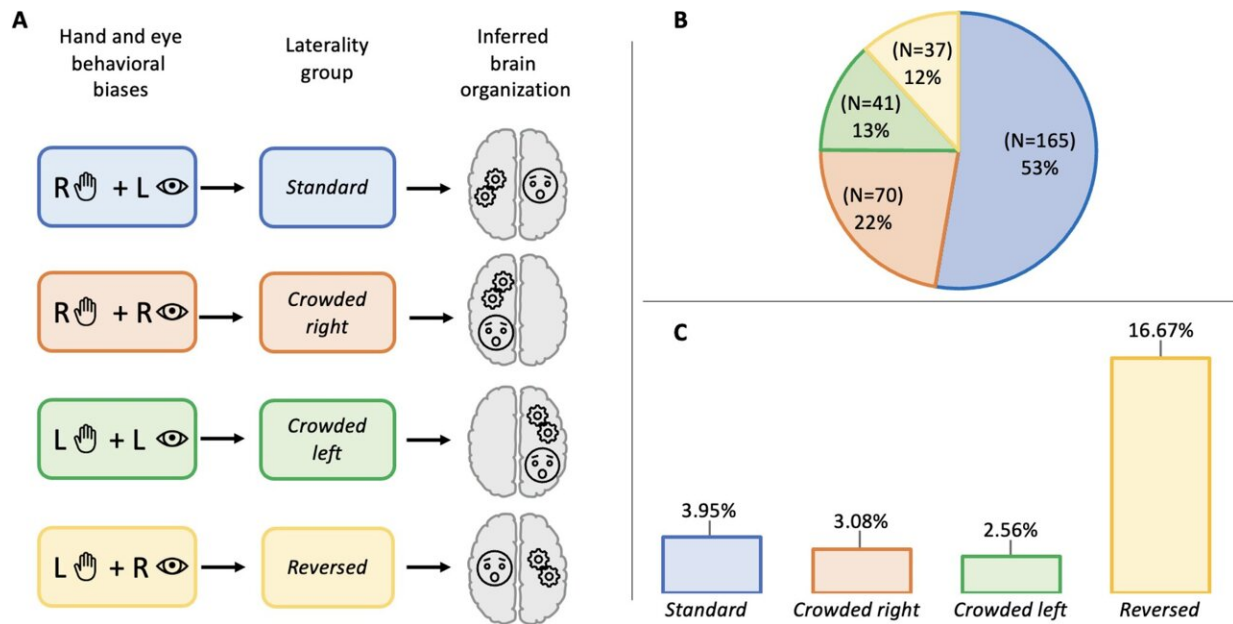 A
Hand and eye
behavioral
biases
Laterality
group
Inferred
brain
organization
R + L
Standard
R + R
Crowded
right
L + L
Crowded
left
L + R
Reversed
B
(N=37)
12%
(N=41)
13%
(N=165)
53%
(N=70)
22%
C
3.95%
3.08%
2.56%
16.67%
Standard
Crowded right
Crowded left
Reversed